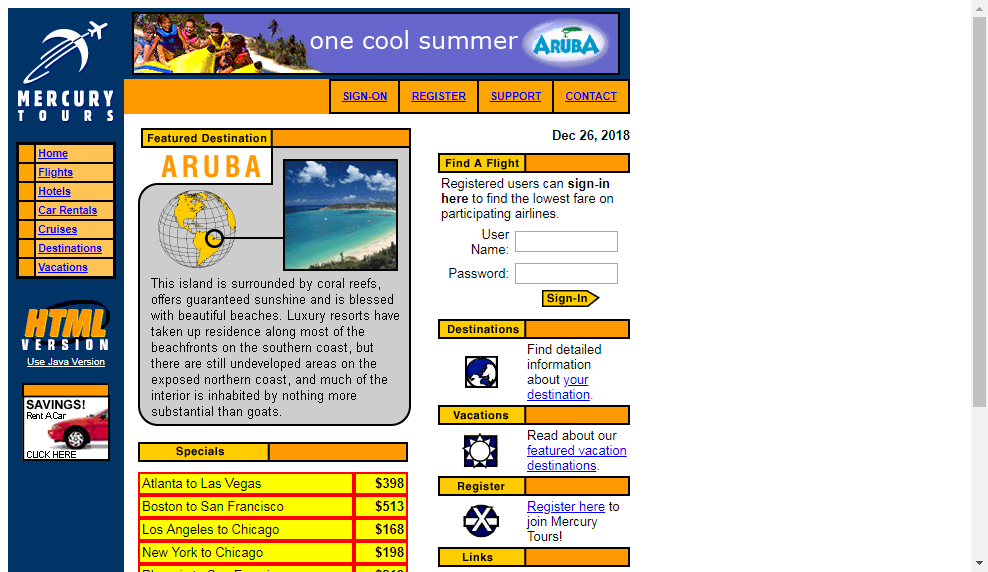 MERCURY
TOURS
one cool summer ARUBA
SIGN-ON REGISTER SUPPORT CONTACT
Home
Flights
Hotels
Car Rentals
Cruises
Destinations
Vacations
HTML
VERSION
Use Java Version
SAVINGS!
Rent A Car
CLICK HERE
Featured Destination
ARUBA
This island is surrounded by coral reefs,
offers guaranteed sunshine and is blessed
with beautiful beaches. Luxury resorts have
taken up residence along most of the
beachfronts on the southern coast, but
there are still undeveloped areas on the
exposed northern coast, and much of the
interior is inhabited by nothing more
substantial than goats.
Specials
Atlanta to Las Vegas $398
Boston to San Francisco $513
Los Angeles to Chicago $168
New York to Chicago $198
Dec 26, 2018
Find A Flight
Registered users can sign-in
here to find the lowest fare on
participating airlines.
User
Name:
Password:
Sign-In
Destinations
Find detailed
information
about your
destination.
Vacations
Read about our
featured vacation
destinations.
Register
Register here to
join Mercury
Tours!
Links